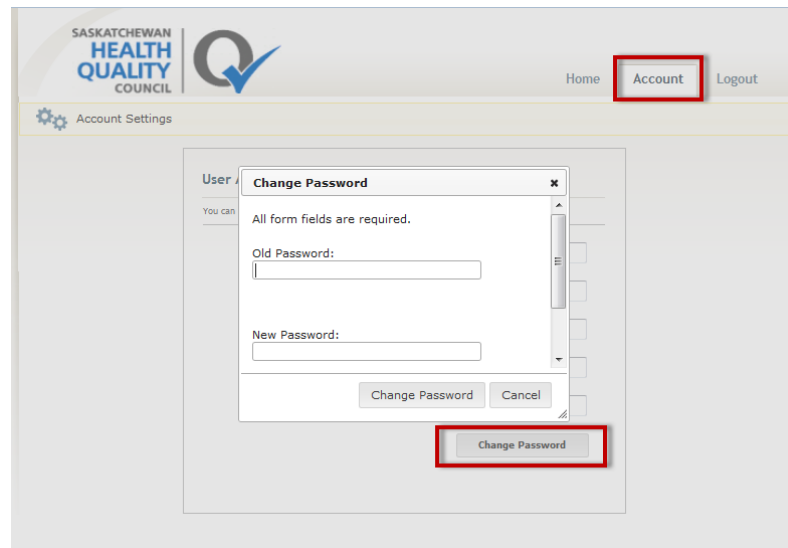 SASKATCHEWAN
HEALTH
QUALITY
COUNCIL
Home Account Logout
Account Settings
User
You can
Change Password
All form fields are required.
Old Password:
New Password:
Change Password Cancel
Change Password